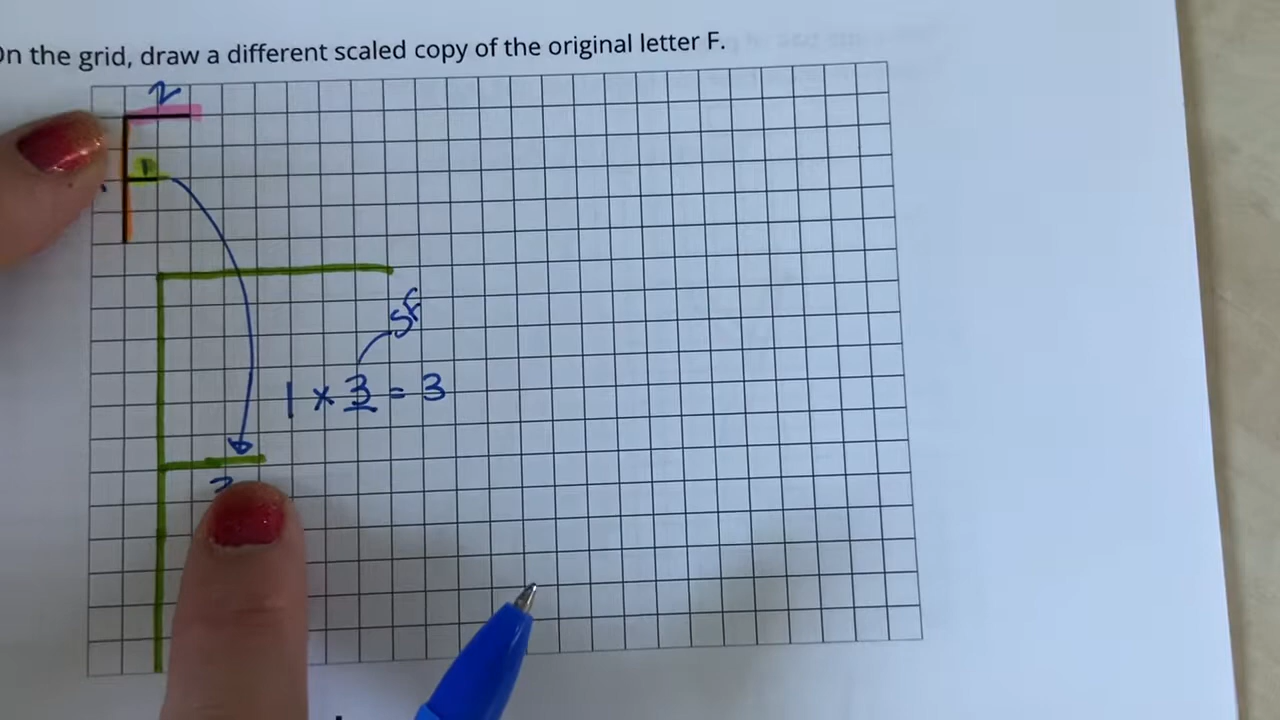 On the grid, draw a different scaled copy of the original letter F.
2
1
SF
1 × 3 = 3